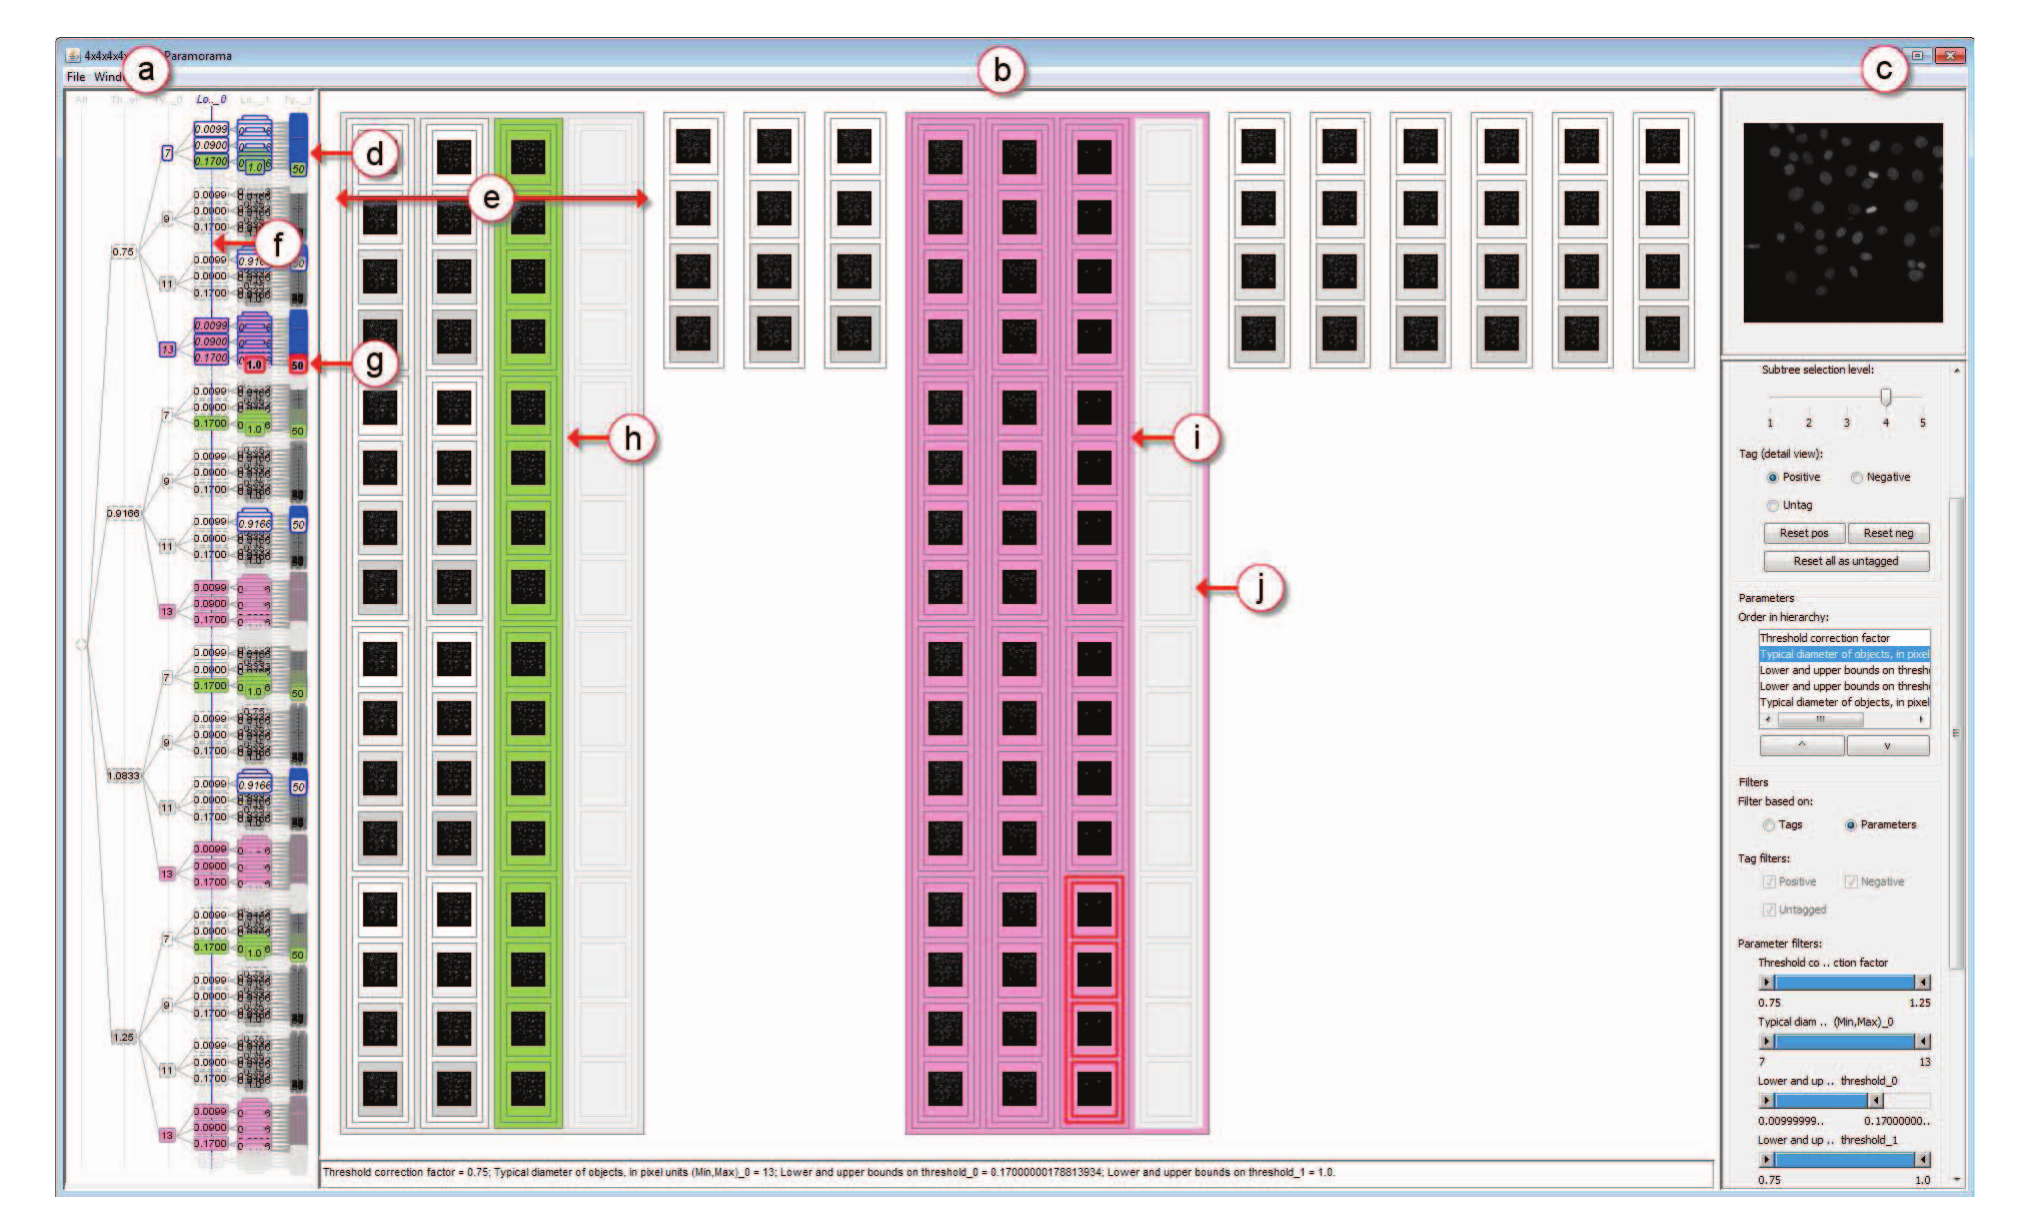 4x4x4x4x
Paramorama
File Wind
a
b
c
Th..
Ty.._0
Lo.._0
Lo.._1
Ty.._1
0.0099
0.0900
0.1700
7
1.0
50
d
e
0.0099
0.0900
0.1700
9
f
0.75
0.0099
0.0900
0.1700
11
0.0099
0.0900
0.1700
13
1.0
50
g
0.0099
0.0900
0.1700
7
1.0
50
h
i
0.0099
0.0900
0.1700
9
0.9166
0.0099
0.9166
50
0.0900
0.1700
11
0.0099
0.0900
0.1700
13
j
0.0099
0.0900
0.1700
7
1.0
50
0.0099
0.0900
0.1700
9
1.0833
0.0099
0.9166
50
0.0900
0.1700
11
0.0099
0.0900
0.1700
13
0.0099
0.0900
0.1700
7
1.0
50
0.0099
0.0900
0.1700
9
1.25
0.0099
0.0900
0.1700
11
0.0099
0.0900
0.1700
13
Threshold correction factor = 0.75; Typical diameter of objects, in pixel units (Min,Max)_0 = 13; Lower and upper bounds on threshold_0 = 0.17000000178813934; Lower and upper bounds on threshold_1 = 1.0.
Subtree selection level:
1 2 3 4 5
Tag (detail view):
Positive Negative
Untag
Reset pos Reset neg
Reset all as untagged
Parameters
Order in hierarchy:
Threshold correction factor
Typical diameter of objects, in pixel
Lower and upper bounds on thresh
Lower and upper bounds on thresh
Typical diameter of objects, in pixel
^ v
Filters
Filter based on:
Tags Parameters
Tag filters:
Positive Negative
Untagged
Parameter filters:
Threshold co .. ction factor
0.75 1.25
Typical diam .. (Min,Max)_0
7 13
Lower and up .. threshold_0
0.00999999.. 0.17000000..
Lower and up .. threshold_1
0.75 1.0